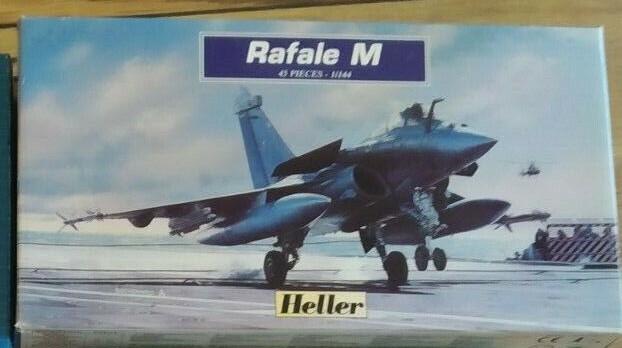 Rafale M
45 PIECES - 1/144
Heller